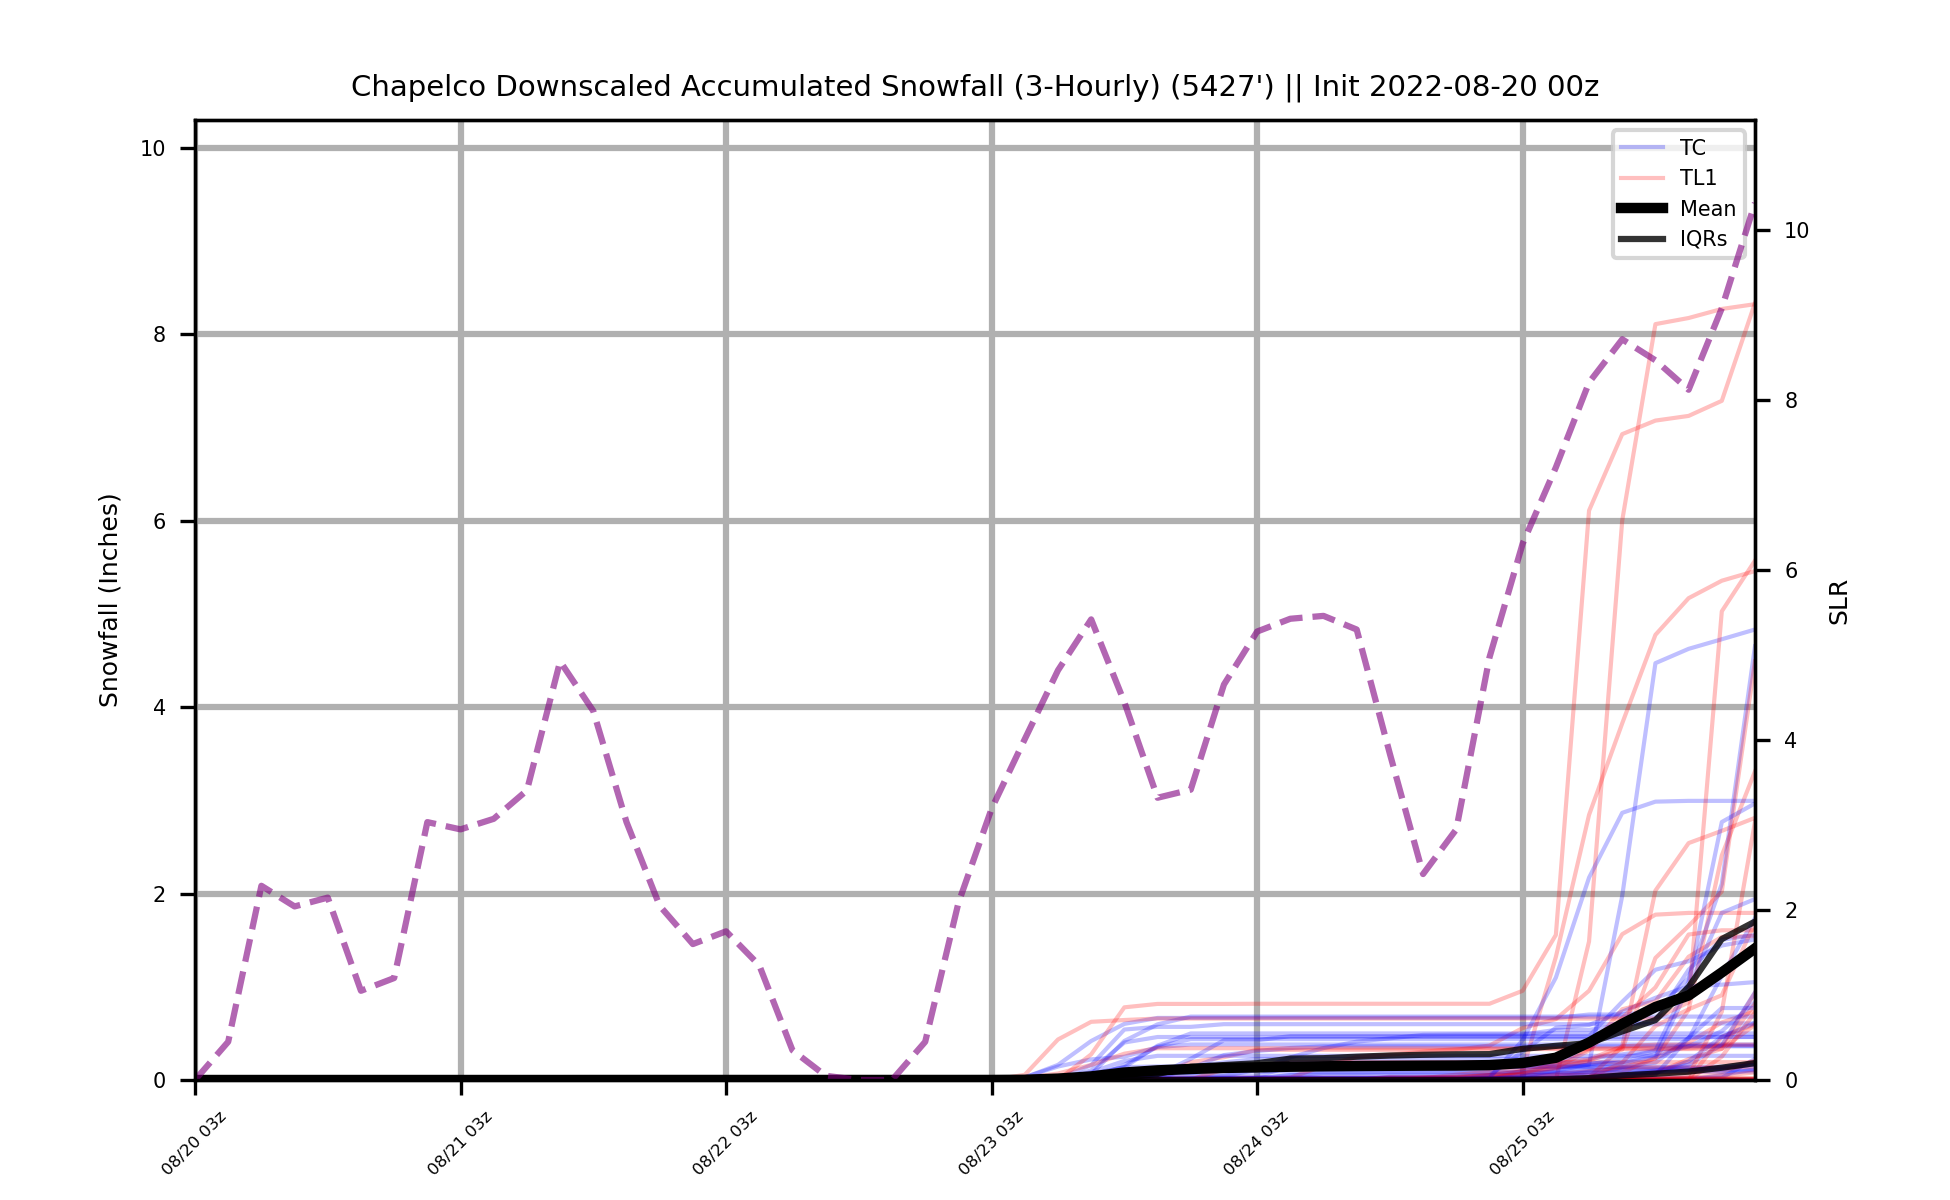 Chapelco Downscaled Accumulated Snowfall (3-Hourly) (5427') || Init 2022-08-20 00z
TC
TL1
Mean
IQRs
Snowfall (Inches)
10
8
6
4
2
0
SLR
10
8
6
4
2
0
08/20 03z
08/21 03z
08/22 03z
08/23 03z
08/24 03z
08/25 03z